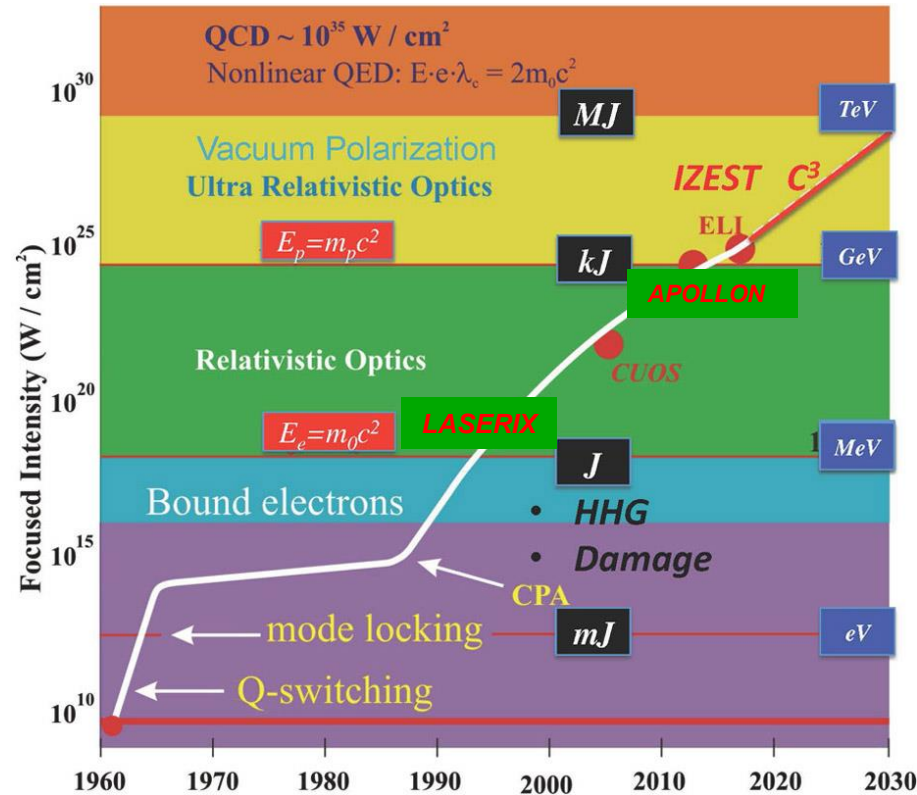 QCD ~ 10³⁵ W / cm²
Nonlinear QED: E·e·λc = 2m₀c²
10³⁰
MJ
TeV
Vacuum Polarization
IZEST C³
Ultra Relativistic Optics
ELI
10²⁵
Eₚ=mₚc²
kJ
GeV
APOLLON
Relativistic Optics
CUOS
10²⁰
Eₑ=m₀c²
LASERIX
1
MeV
J
Bound electrons
• HHG
10¹⁵
• Damage
CPA
mode locking
mJ
eV
Q-switching
10¹⁰
Focused Intensity (W / cm²)
1960 1970 1980 1990 2000 2010 2020 2030